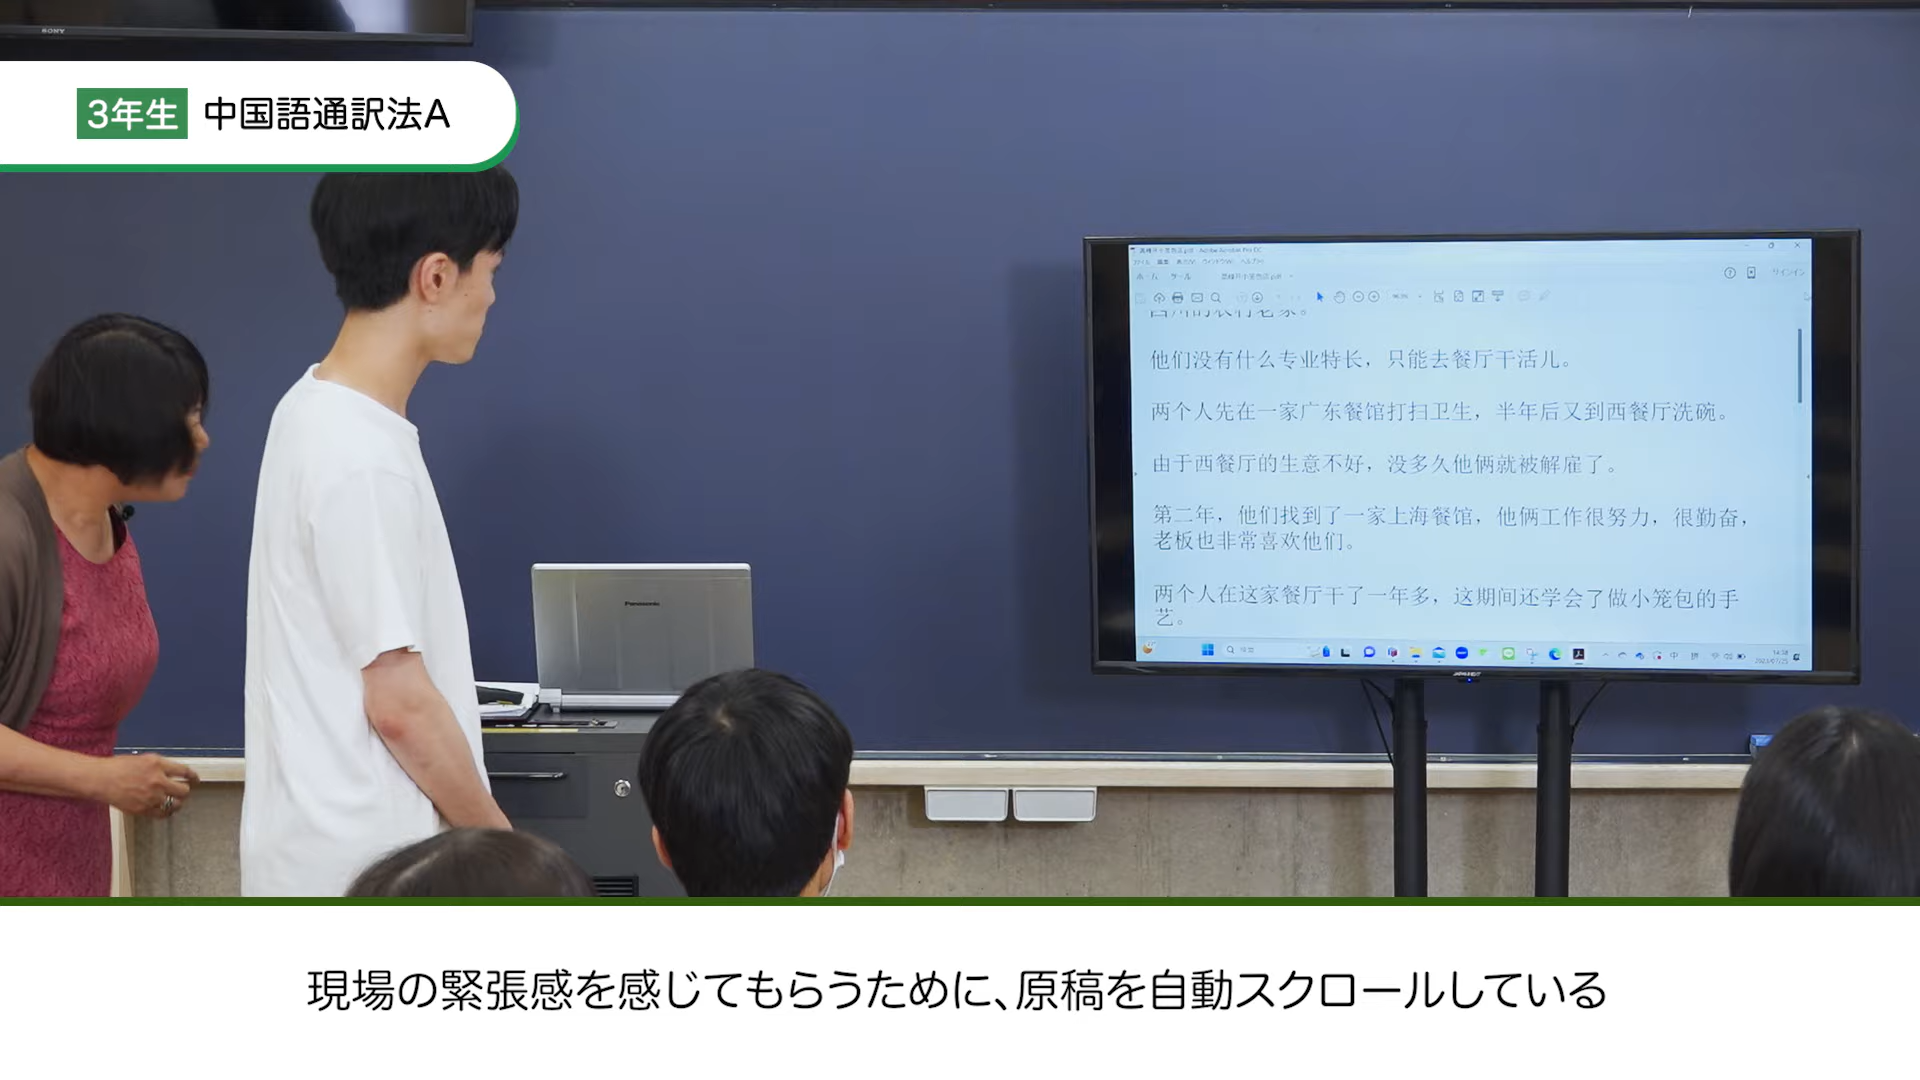 SONY
3年生 中国語通訳法A
サインイン
他们没有什么专业特长，只能去餐厅干活儿。
两个人先在一家广东餐馆打扫卫生，半年后又到西餐厅洗碗。
由于西餐厅的生意不好，没多久他俩就被解雇了。
第二年，他们找到了一家上海餐馆，他俩工作很努力，很勤奋，
老板也非常喜欢他们。
两个人在这家餐厅干了一年多，这期间还学会了做小笼包的手
艺。
Panasonic
現場の緊張感を感じてもらうために、原稿を自動スクロールしている